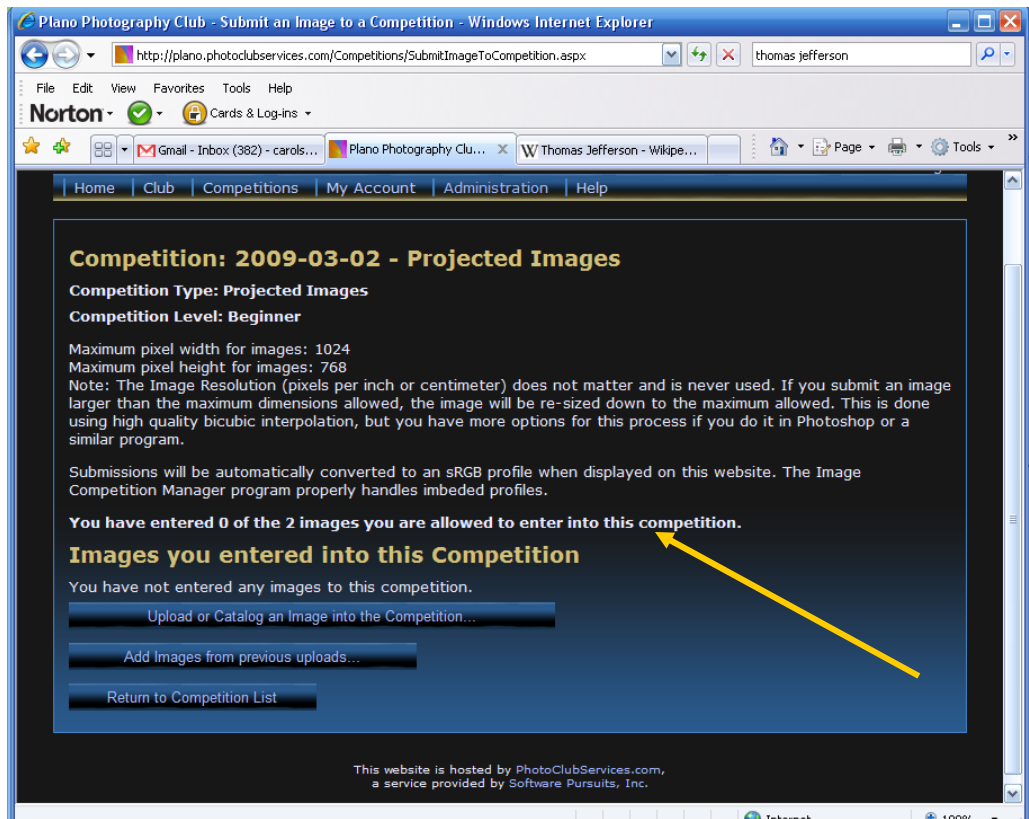 Plano Photography Club - Submit an Image to a Competition - Windows Internet Explorer
http://plano.photoclubservices.com/Competitions/SubmitImageToCompetition.aspx
thomas jefferson
File Edit View Favorites Tools Help
Norton Cards & Log-ins
Gmail - Inbox (382) - carols... Plano Photography Clu... Thomas Jefferson - Wikipe... Page Tools
Home Club Competitions My Account Administration Help
Competition: 2009-03-02 - Projected Images
Competition Type: Projected Images
Competition Level: Beginner
Maximum pixel width for images: 1024
Maximum pixel height for images: 768
Note: The Image Resolution (pixels per inch or centimeter) does not matter and is never used. If you submit an image
larger than the maximum dimensions allowed, the image will be re-sized down to the maximum allowed. This is done
using high quality bicubic interpolation, but you have more options for this process if you do it in Photoshop or a
similar program.
Submissions will be automatically converted to an sRGB profile when displayed on this website. The Image
Competition Manager program properly handles imbeded profiles.
You have entered 0 of the 2 images you are allowed to enter into this competition.
Images you entered into this Competition
You have not entered any images to this competition.
Upload or Catalog an Image into the Competition...
Add Images from previous uploads...
Return to Competition List
This website is hosted by PhotoClubServices.com,
a service provided by Software Pursuits, Inc.
Internet 100%